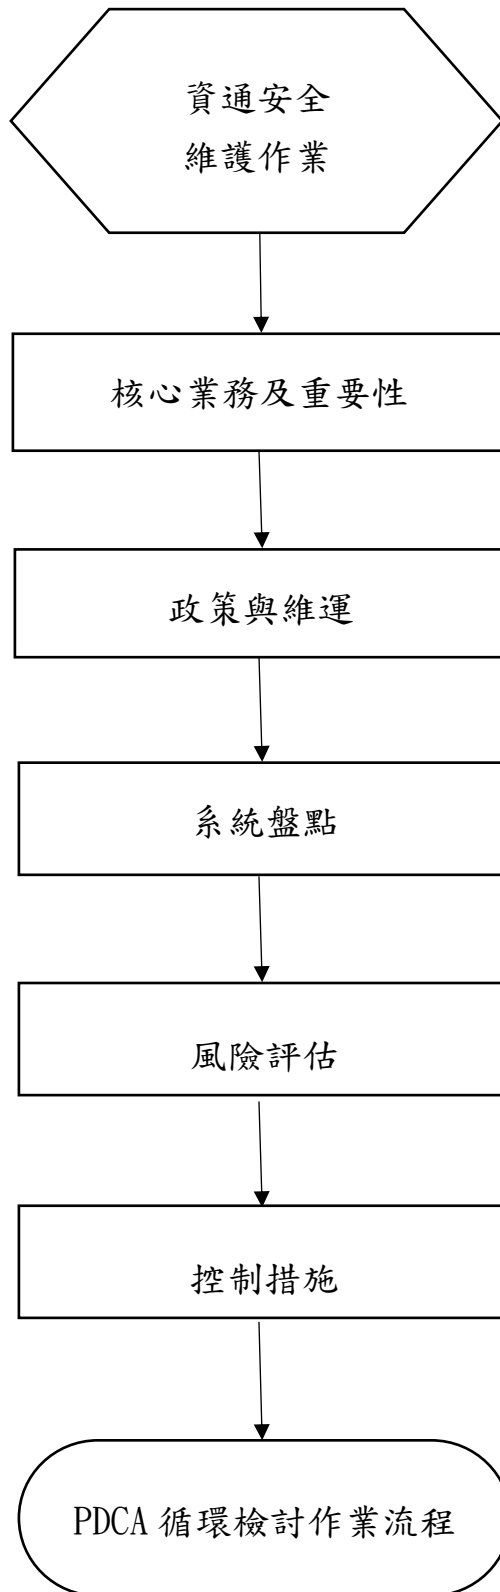 資通安全
維護作業
核心業務及重要性
政策與維運
系統盤點
風險評估
控制措施
PDCA 循環檢討作業流程